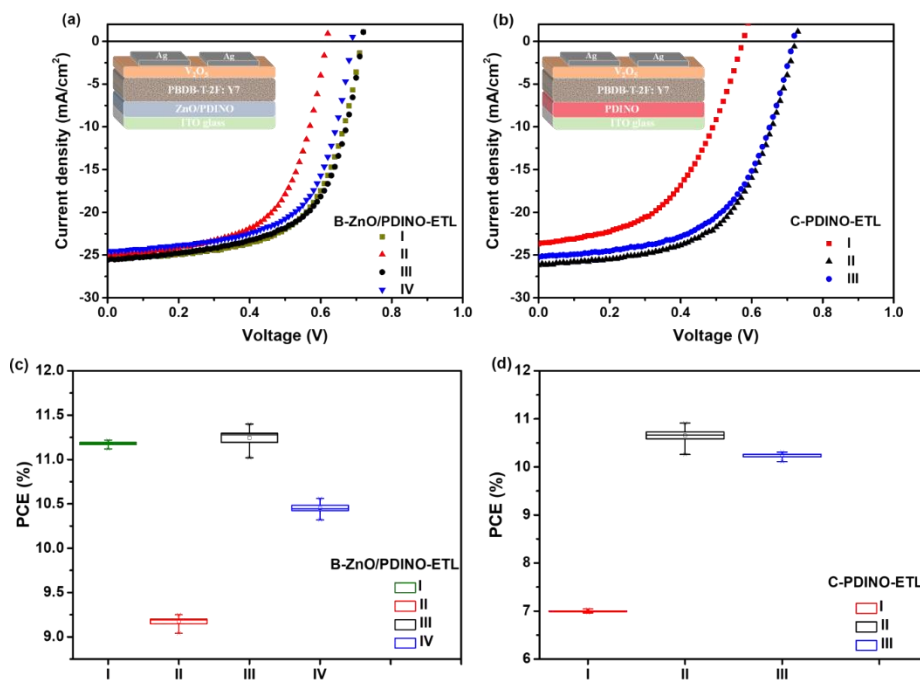 (a)
0
-5
-10
-15
-20
-25
-30
Current density (mA/cm²)
Ag Ag
V₂O₅
PBDB-T-2F: Y7
ZnO/PDINO
ITO glass
B-ZnO/PDINO-ETL
I
II
III
IV
0.0 0.2 0.4 0.6 0.8 1.0
Voltage (V)
(b)
0
-5
-10
-15
-20
-25
-30
Current density (mA/cm²)
Ag Ag
V₂O₅
PBDB-T-2F: Y7
PDINO
ITO glass
C-PDINO-ETL
I
II
III
0.0 0.2 0.4 0.6 0.8 1.0
Voltage (V)
(c)
12.0
11.5
11.0
10.5
10.0
9.5
9.0
PCE (%)
B-ZnO/PDINO-ETL
I
II
III
IV
I II III IV
(d)
12
11
10
9
8
7
6
PCE (%)
C-PDINO-ETL
I
II
III
I II III